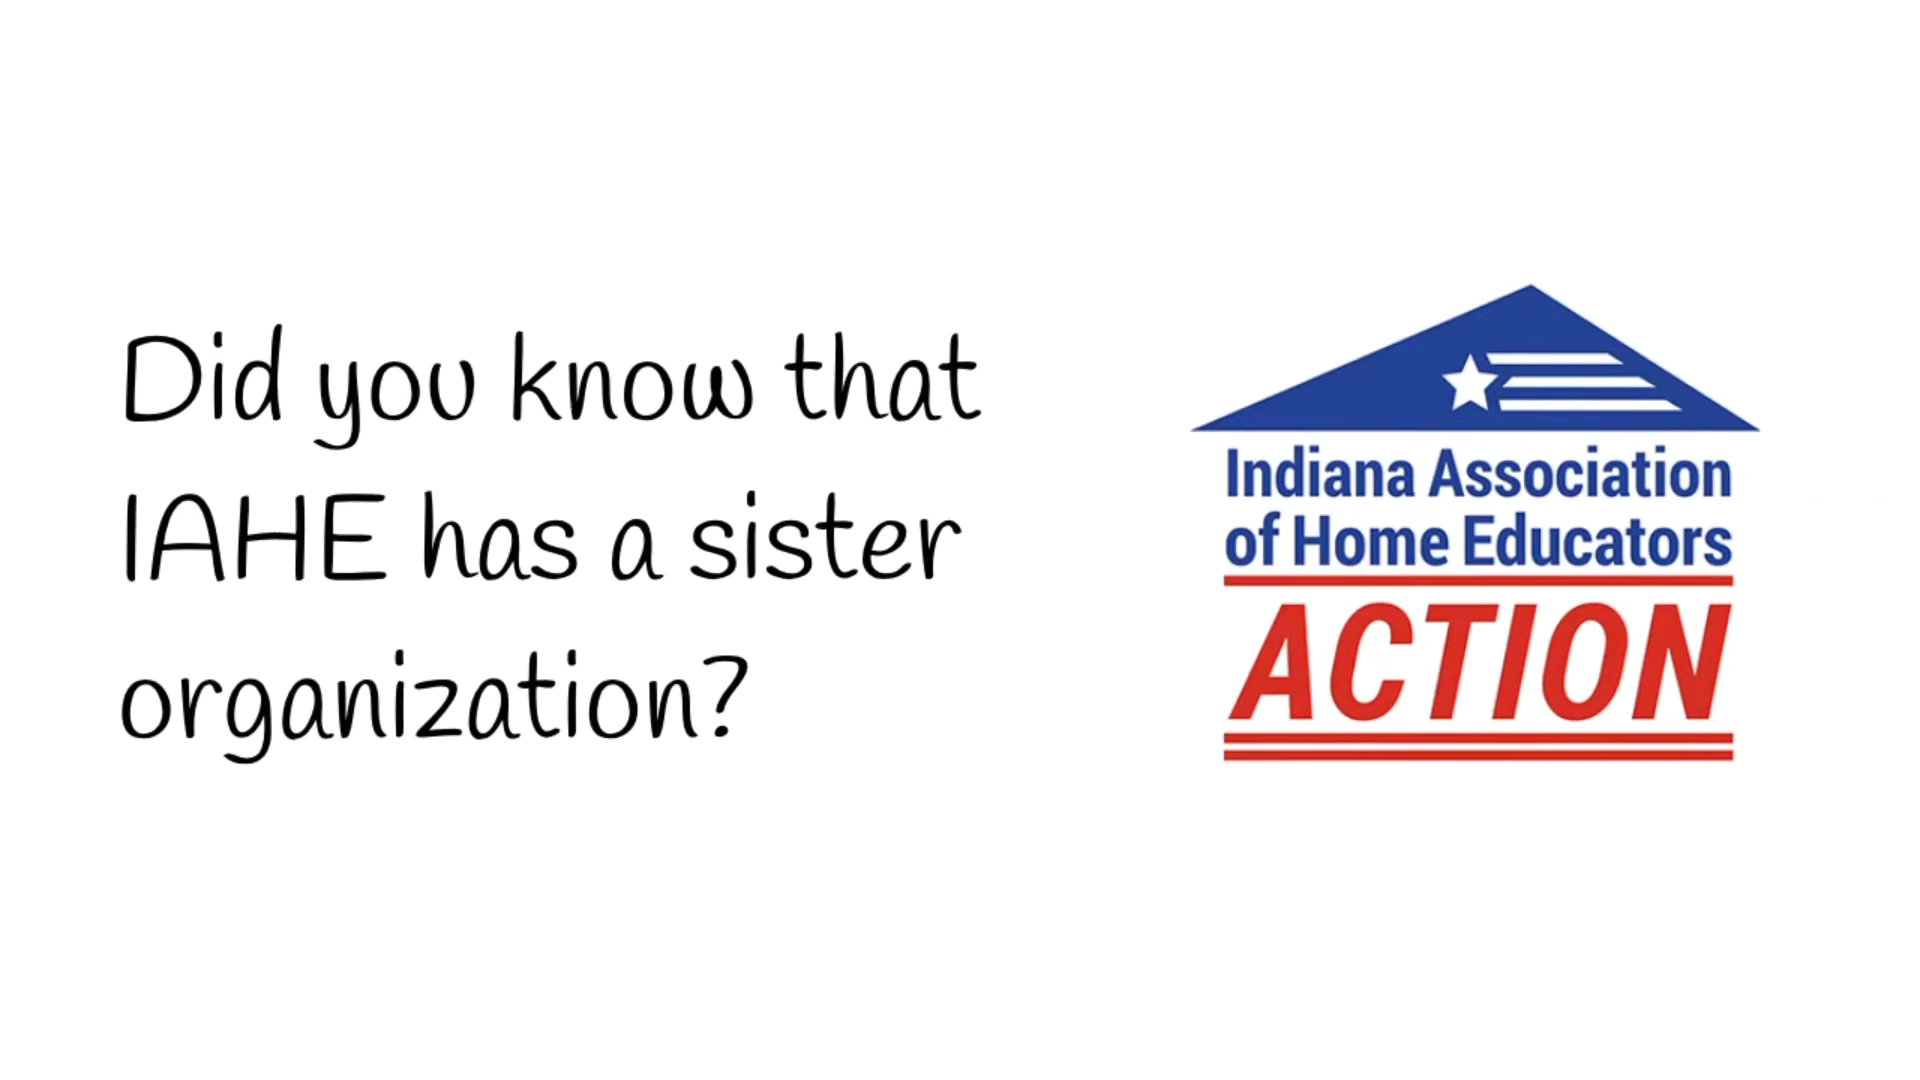 Did you know that
IAHE has a sister
organization?
Indiana Association
of Home Educators
ACTION